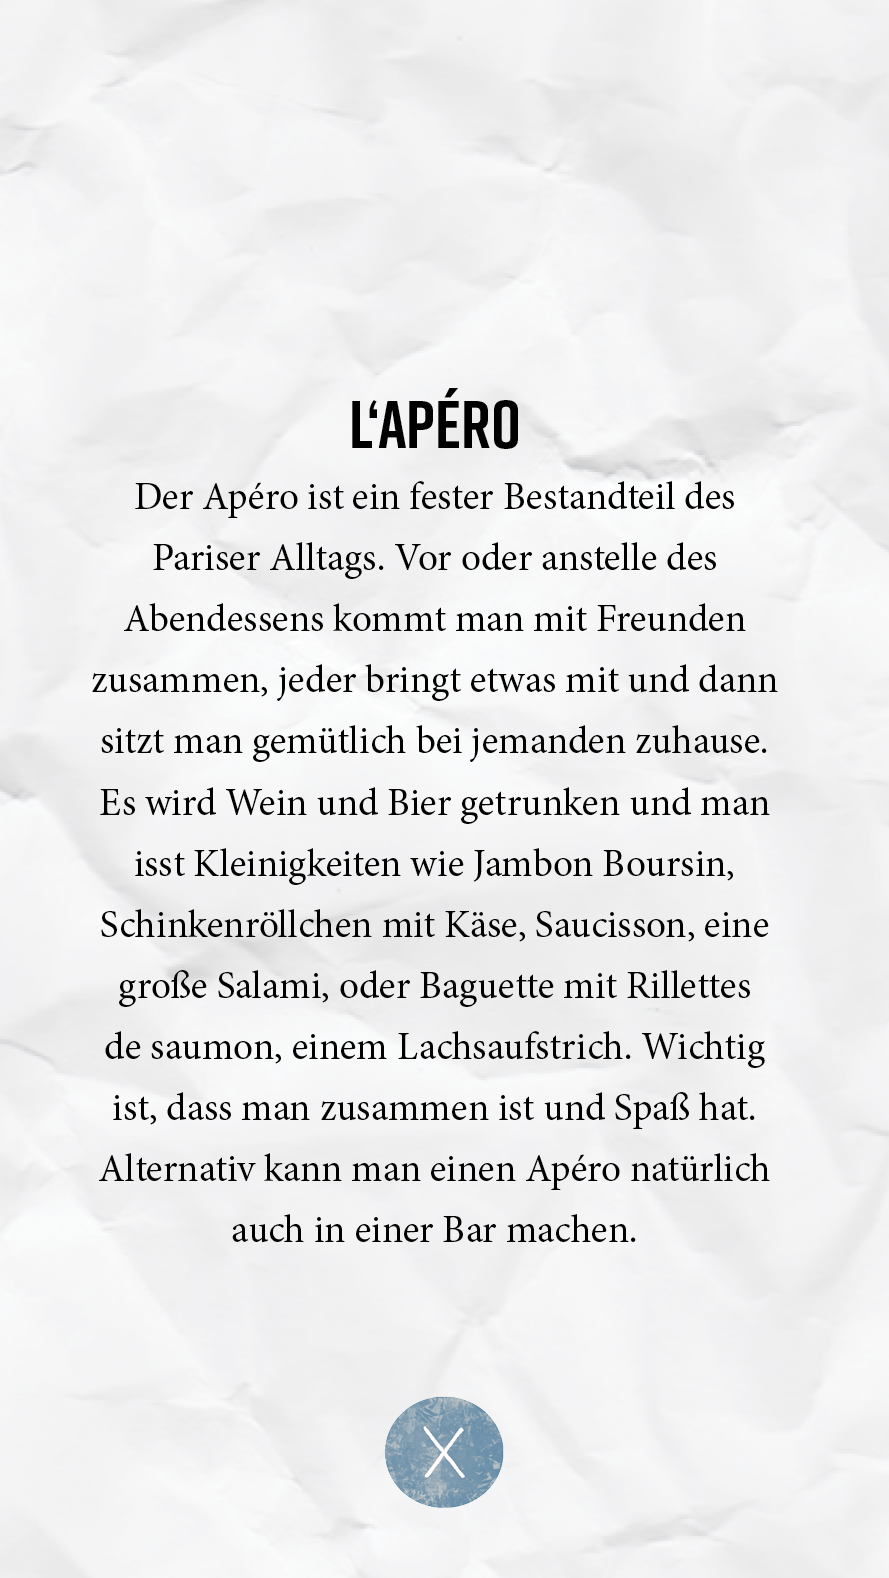 L‘APÉRO
Der Apéro ist ein fester Bestandteil des
Pariser Alltags. Vor oder anstelle des
Abendessens kommt man mit Freunden
zusammen, jeder bringt etwas mit und dann
sitzt man gemütlich bei jemanden zuhause.
Es wird Wein und Bier getrunken und man
isst Kleinigkeiten wie Jambon Boursin,
Schinkenröllchen mit Käse, Saucisson, eine
große Salami, oder Baguette mit Rillettes
de saumon, einem Lachsaufstrich. Wichtig
ist, dass man zusammen ist und Spaß hat.
Alternativ kann man einen Apéro natürlich
auch in einer Bar machen.
X